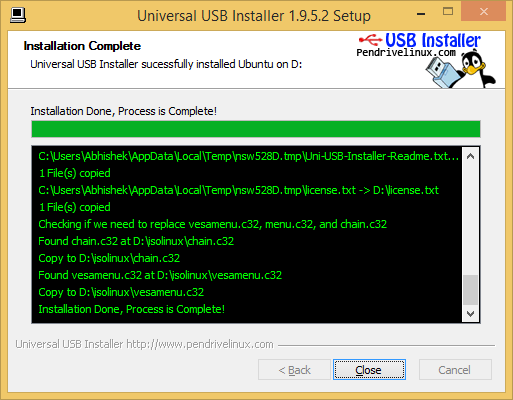 Universal USB Installer 1.9.5.2 Setup
Installation Complete
Universal USB Installer sucessfully installed Ubuntu on D:
USB Installer
Pendrivelinux.com
Installation Done, Process is Complete!
C:\Users\Abhishek\AppData\Local\Temp\nsw528D.tmp\Uni-USB-Installer-Readme.txt...
1 File(s) copied
C:\Users\Abhishek\AppData\Local\Temp\nsw528D.tmp\license.txt -> D:\license.txt
1 File(s) copied
Checking if we need to replace vesamenu.c32, menu.c32, and chain.c32
Found chain.c32 at D:\isolinux\chain.c32
Copy to D:\isolinux\chain.c32
Found vesamenu.c32 at D:\isolinux\vesamenu.c32
Copy to D:\isolinux\vesamenu.c32
Installation Done, Process is Complete!
Universal USB Installer http://www.pendrivelinux.com
< Back Close Cancel